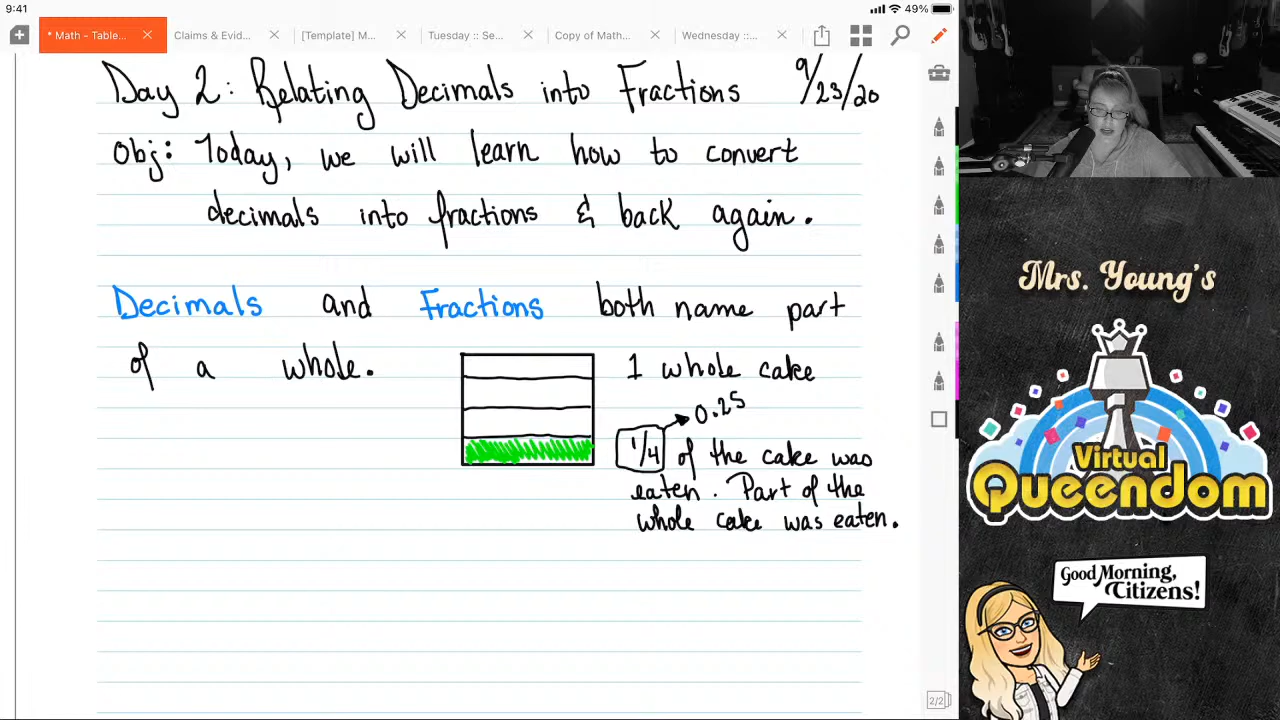 9:41
49%
* Math - Table...
Claims & Evid...
[Template] M...
Tuesday :: Se...
Copy of Math...
Wednesday ::...
Day 2: Relating Decimals into Fractions 9/23/20
Obj: Today, we will learn how to convert
decimals into fractions & back again.
Decimals and Fractions both name part
of a whole.
1 whole cake
0.25
1/4 of the cake was
eaten. Part of the
whole cake was eaten.
2/2
Mrs. Young's
Virtual
Queendom
Good Morning,
Citizens!